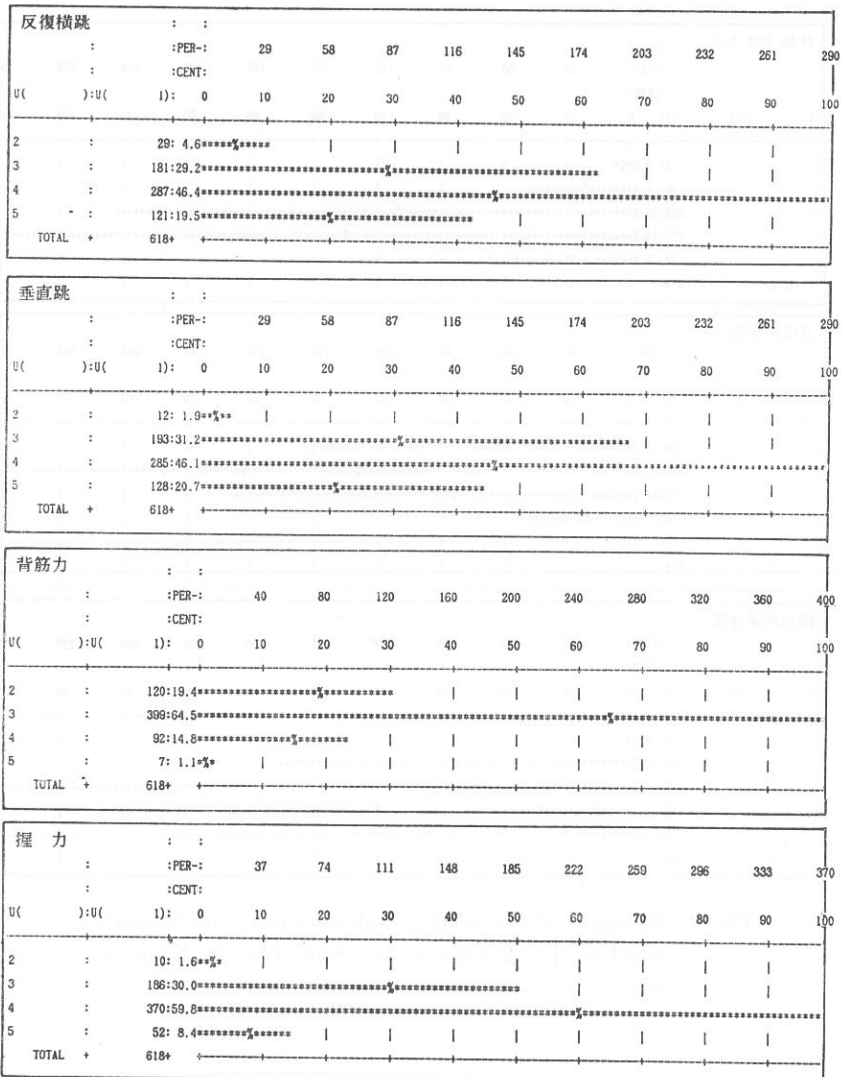 反復横跳 : :
: :PER-: 29 58 87 116 145 174 203 232 261 290
: :CENT:
U( ):U( 1): 0 10 20 30 40 50 60 70 80 90 100
2 : 29: 4.6*****%*****
3 : 181:29.2
4 : 287:46.4
5 : 121:19.5
TOTAL + 618+
垂直跳 : :
: :PER-: 29 58 87 116 145 174 203 232 261 290
: :CENT:
U( ):U( 1): 0 10 20 30 40 50 60 70 80 90 100
2 : 12: 1.9**%**
3 : 193:31.2
4 : 285:46.1
5 : 128:20.7
TOTAL + 618+
背筋力 : :
: :PER-: 40 80 120 160 200 240 280 320 360 400
: :CENT:
U( ):U( 1): 0 10 20 30 40 50 60 70 80 90 100
2 : 120:19.4
3 : 399:64.5
4 : 92:14.8
5 : 7: 1.1*%*
TOTAL + 618+
握 力 : :
: :PER-: 37 74 111 148 185 222 259 296 333 370
: :CENT:
U( ):U( 1): 0 10 20 30 40 50 60 70 80 90 100
2 : 10: 1.6**%*
3 : 186:30.0
4 : 370:59.8
5 : 52: 8.4
TOTAL + 618+